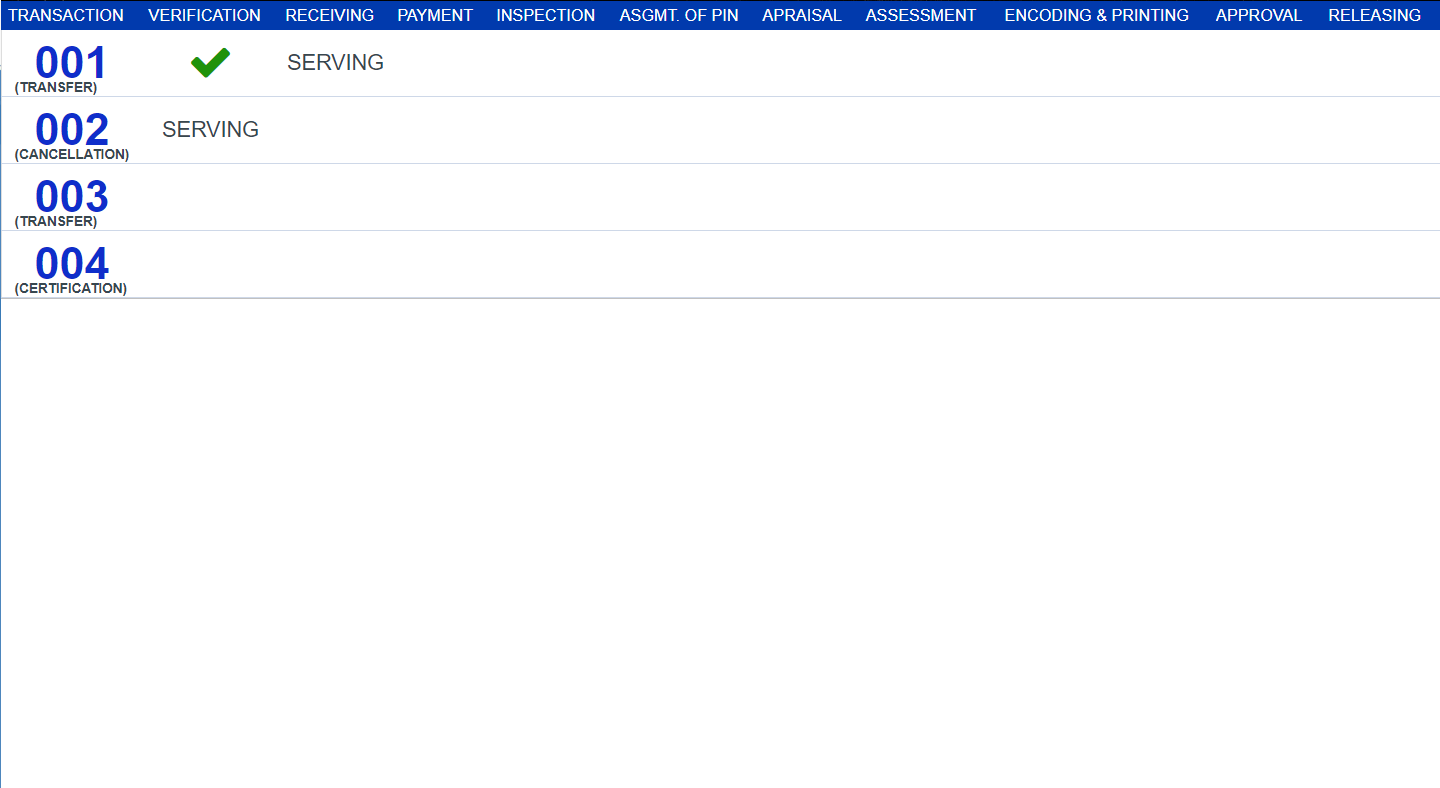 TRANSACTION VERIFICATION RECEIVING PAYMENT INSPECTION ASGMT. OF PIN APRAISAL ASSESSMENT ENCODING & PRINTING APPROVAL RELEASING
001 SERVING
(TRANSFER)
002 SERVING
(CANCELLATION)
003
(TRANSFER)
004
(CERTIFICATION)